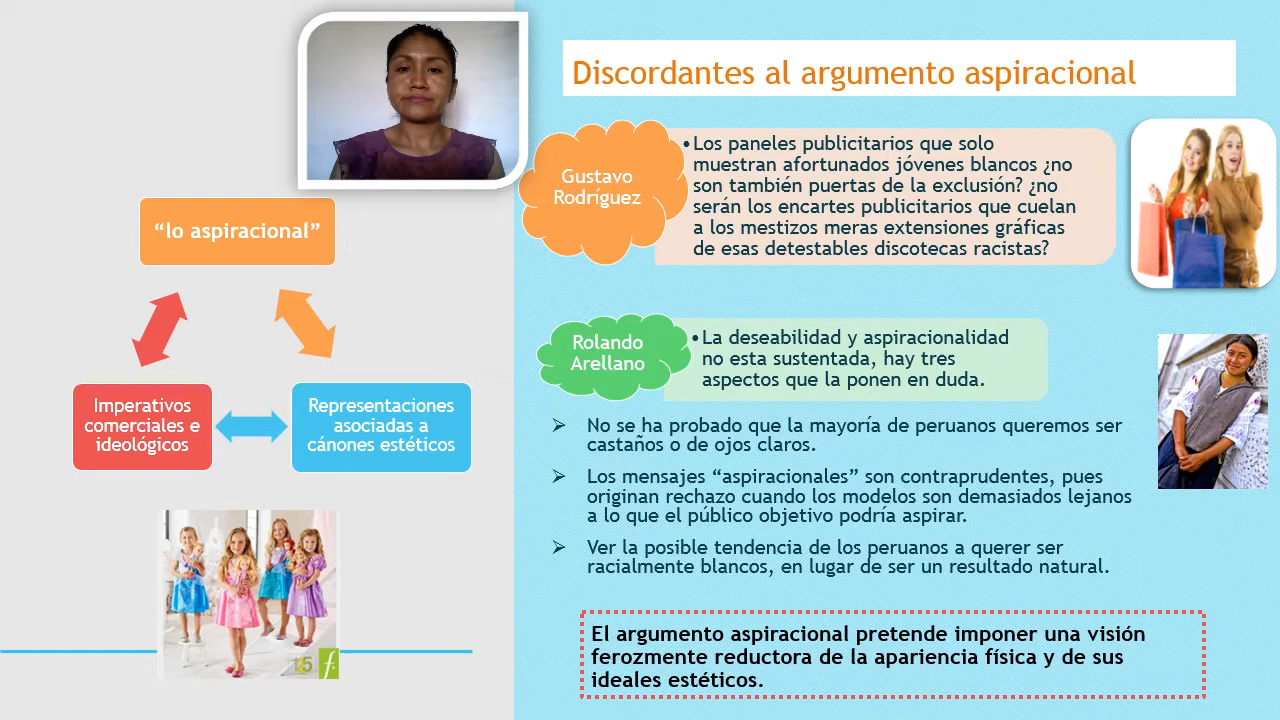 Discordantes al argumento aspiracional
Gustavo
Rodríguez
•Los paneles publicitarios que solo
muestran afortunados jóvenes blancos ¿no
son también puertas de la exclusión? ¿no
serán los encartes publicitarios que cuelan
a los mestizos meras extensiones gráficas
de esas detestables discotecas racistas?
“lo aspiracional”
Imperativos
comerciales e
ideológicos
Representaciones
asociadas a
cánones estéticos
Rolando
Arellano
•La deseabilidad y aspiracionalidad
no esta sustentada, hay tres
aspectos que la ponen en duda.
No se ha probado que la mayoría de peruanos queremos ser
castaños o de ojos claros.
Los mensajes “aspiracionales” son contraprudentes, pues
originan rechazo cuando los modelos son demasiados lejanos
a lo que el público objetivo podría aspirar.
Ver la posible tendencia de los peruanos a querer ser
racialmente blancos, en lugar de ser un resultado natural.
El argumento aspiracional pretende imponer una visión
ferozmente reductora de la apariencia física y de sus
ideales estéticos.
15 f.